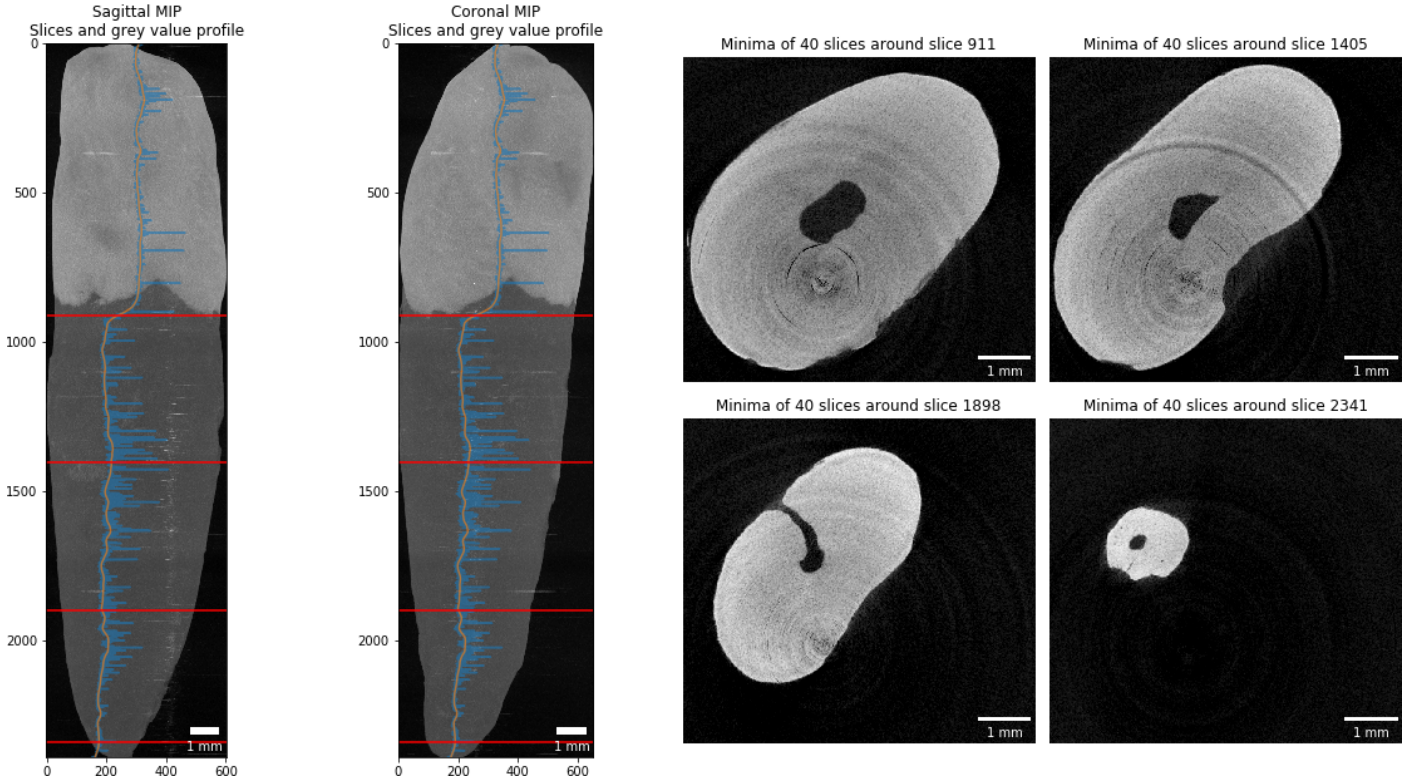 Sagittal MIP
Slices and grey value profile
0
500
1000
1500
2000
1 mm
0 200 400 600
Coronal MIP
Slices and grey value profile
0
500
1000
1500
2000
1 mm
0 200 400 600
Minima of 40 slices around slice 911
1 mm
Minima of 40 slices around slice 1405
1 mm
Minima of 40 slices around slice 1898
1 mm
Minima of 40 slices around slice 2341
1 mm